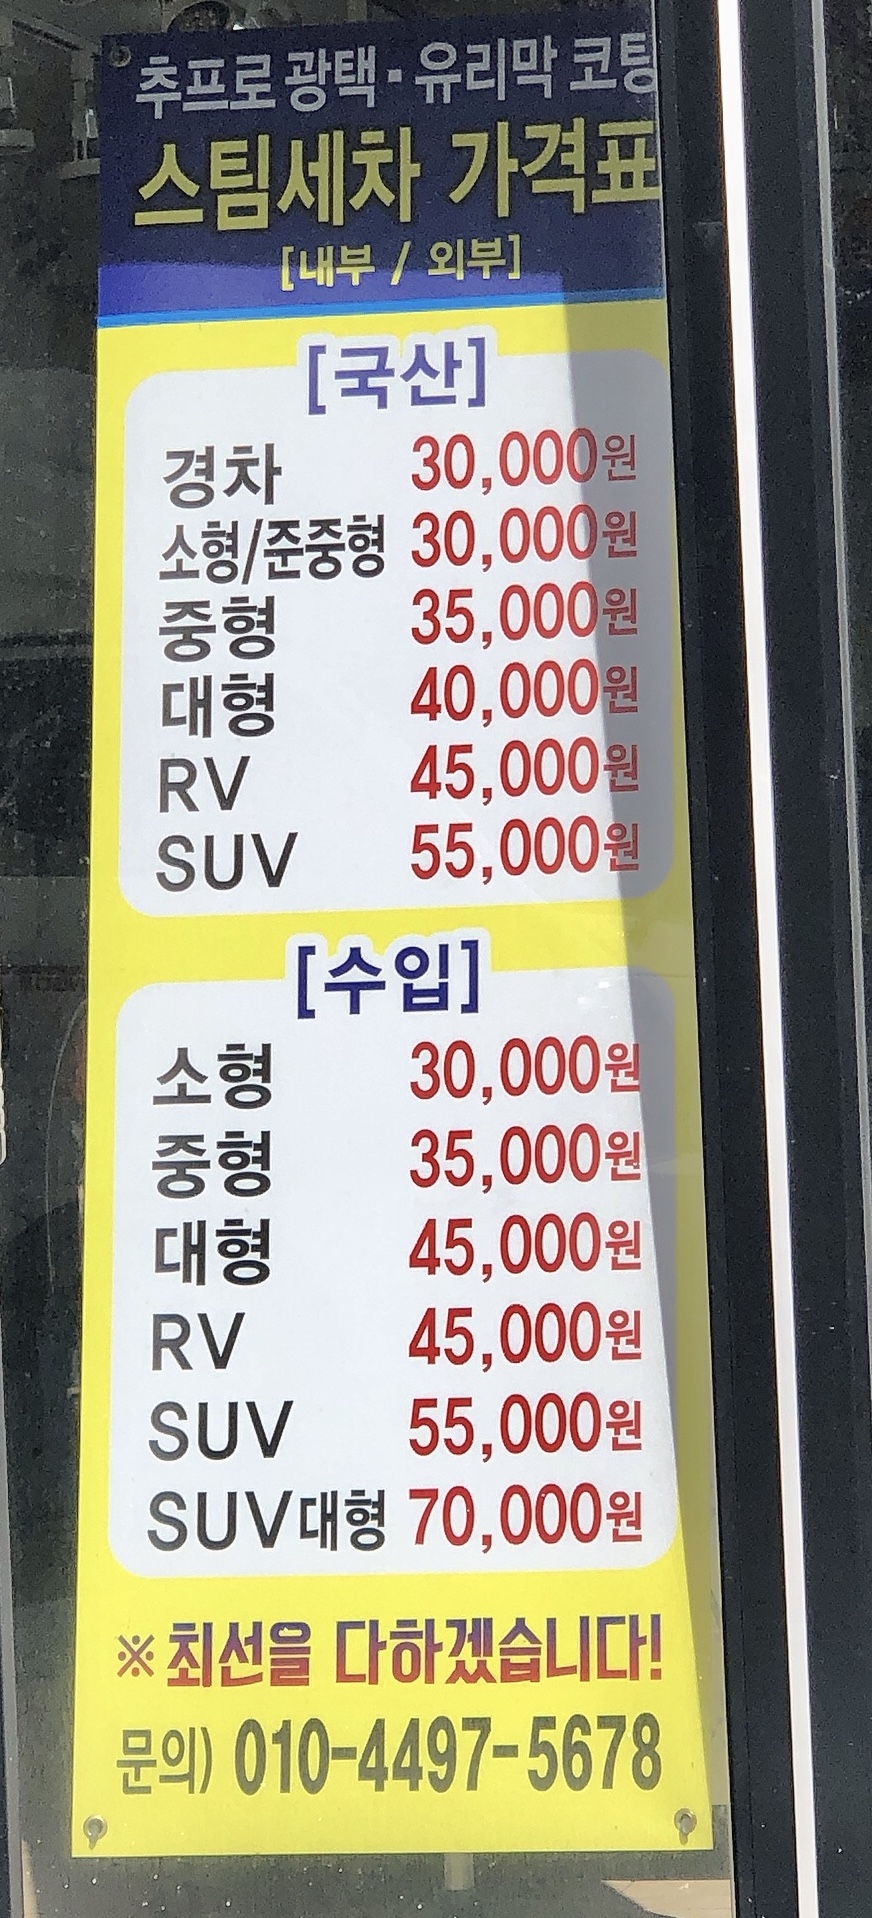 추프로 광택·유리막 코팅
스팀세차 가격표
[내부 / 외부]
[국산]
경차 30,000원
소형/준중형 30,000원
중형 35,000원
대형 40,000원
RV 45,000원
SUV 55,000원
[수입]
소형 30,000원
중형 35,000원
대형 45,000원
RV 45,000원
SUV 55,000원
SUV대형 70,000원
※ 최선을 다하겠습니다!
문의) 010-4497-5678